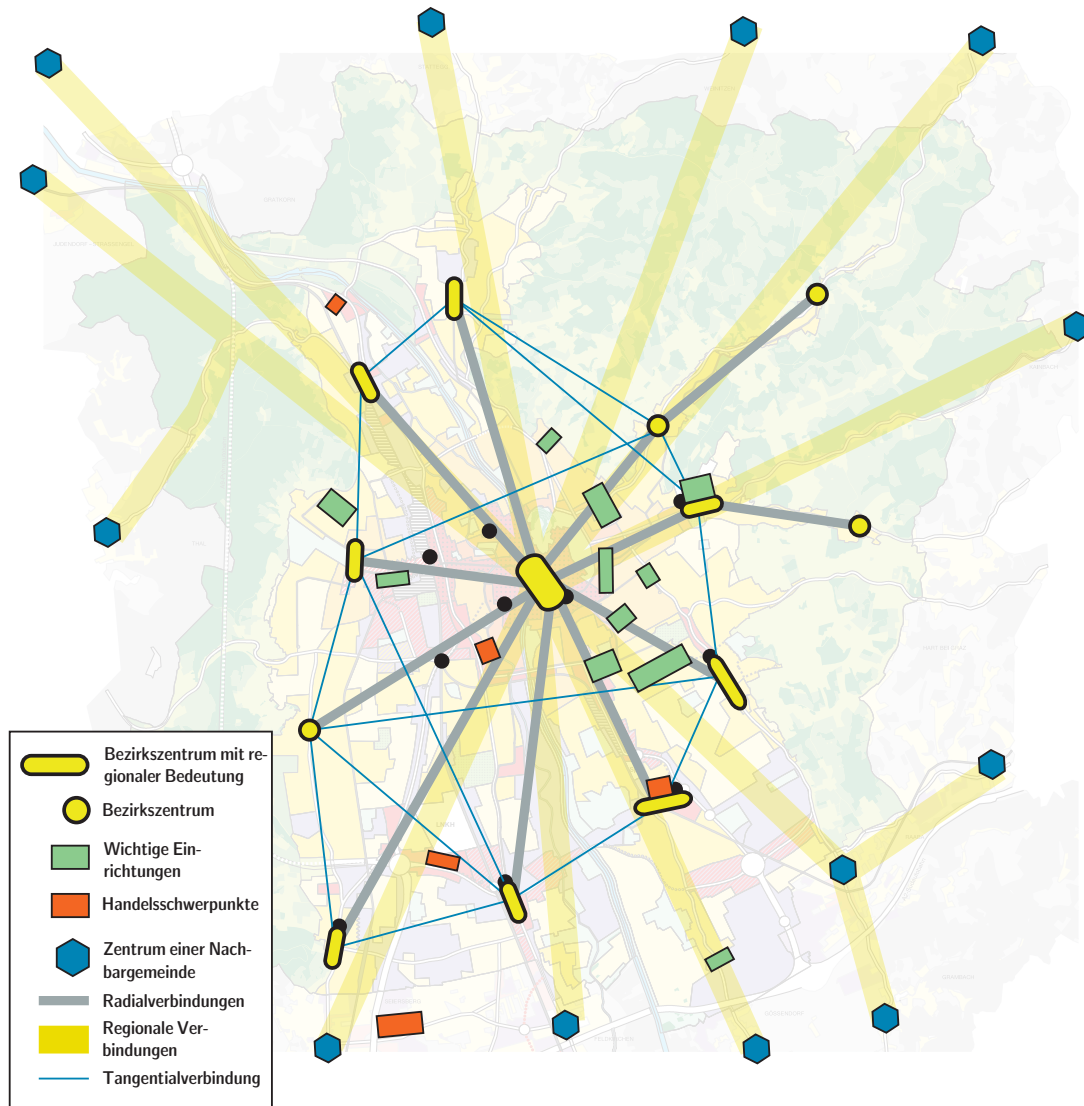 Bezirkszentrum mit re-
gionaler Bedeutung
Bezirkszentrum
Wichtige Ein-
richtungen
Handelsschwerpunkte
Zentrum einer Nach-
bargemeinde
Radialverbindungen
Regionale Ver-
bindungen
Tangentialverbindung